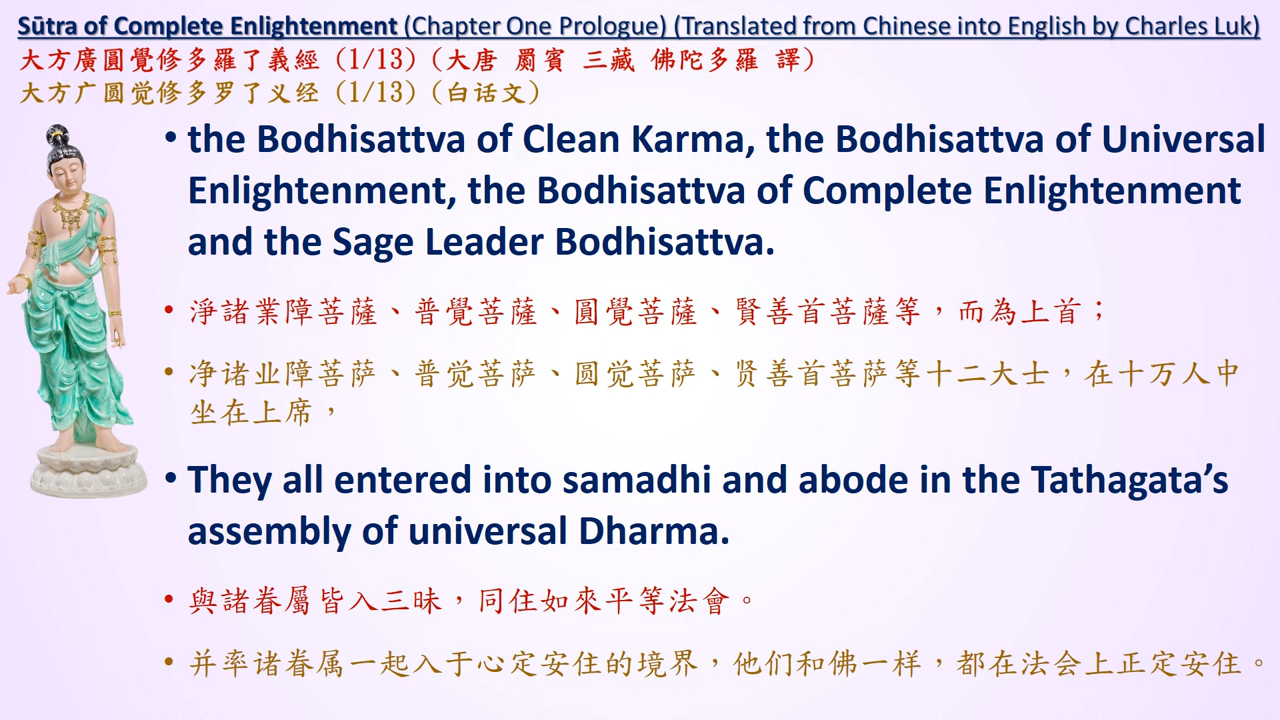 Sūtra of Complete Enlightenment (Chapter One Prologue) (Translated from Chinese into English by Charles Luk)
大方廣圓覺修多羅了義經 (1/13) (大唐 罽賓 三藏 佛陀多羅 譯)
大方广圆觉修多罗了义经 (1/13) (白话文)
• the Bodhisattva of Clean Karma, the Bodhisattva of Universal
Enlightenment, the Bodhisattva of Complete Enlightenment
and the Sage Leader Bodhisattva.
• 淨諸業障菩薩、普覺菩薩、圓覺菩薩、賢善首菩薩等，而為上首；
• 净诸业障菩萨、普觉菩萨、圆觉菩萨、贤善首菩萨等十二大士，在十万人中
坐在上席，
• They all entered into samadhi and abode in the Tathagata’s
assembly of universal Dharma.
• 與諸眷屬皆入三昧，同住如來平等法會。
• 并率诸眷属一起入于心定安住的境界，他们和佛一样，都在法会上正定安住。